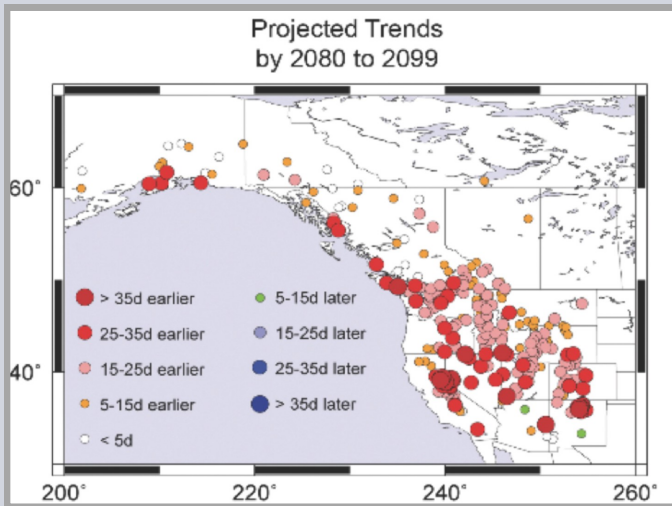 Projected Trends
by 2080 to 2099
60°
40°
> 35d earlier
25-35d earlier
15-25d earlier
5-15d earlier
< 5d
5-15d later
15-25d later
25-35d later
> 35d later
200° 220° 240° 260°